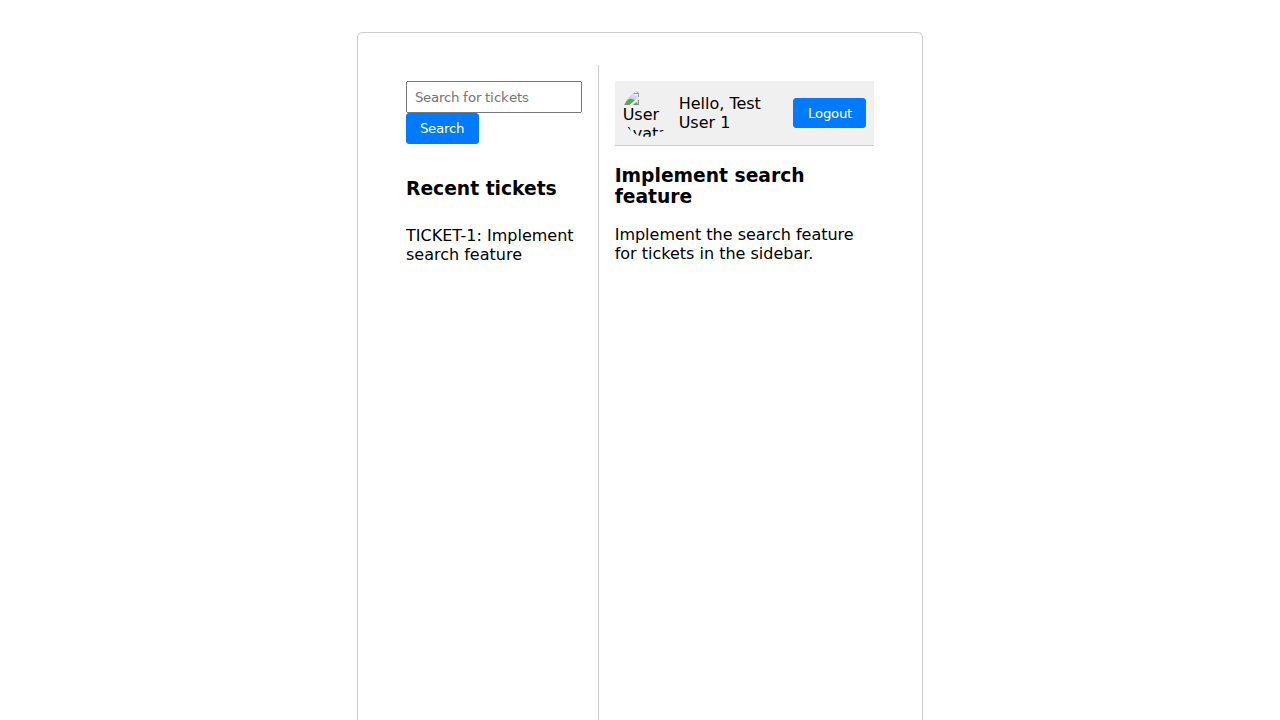 Search for tickets
Search
Recent tickets
TICKET-1: Implement
search feature
User
Hello, Test
User 1
Logout
Implement search
feature
Implement the search feature
for tickets in the sidebar.